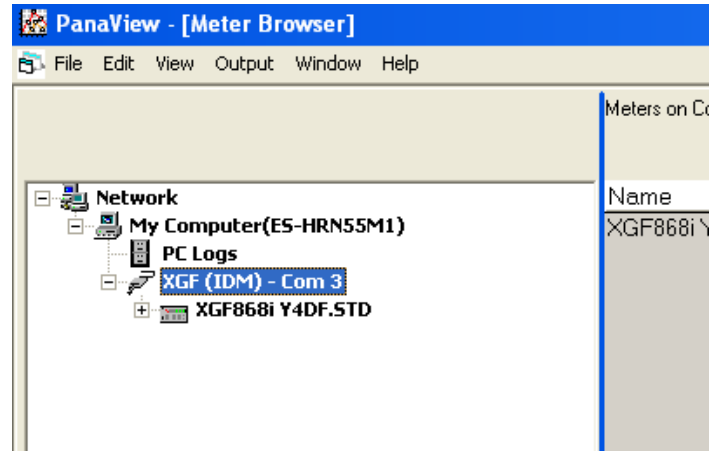 PanaView - [Meter Browser]
File Edit View Output Window Help
Meters on Co
Network
Name
My Computer(ES-HRN55M1)
XGF868i Y
PC Logs
XGF (IDM) - Com 3
XGF868i Y4DF.STD